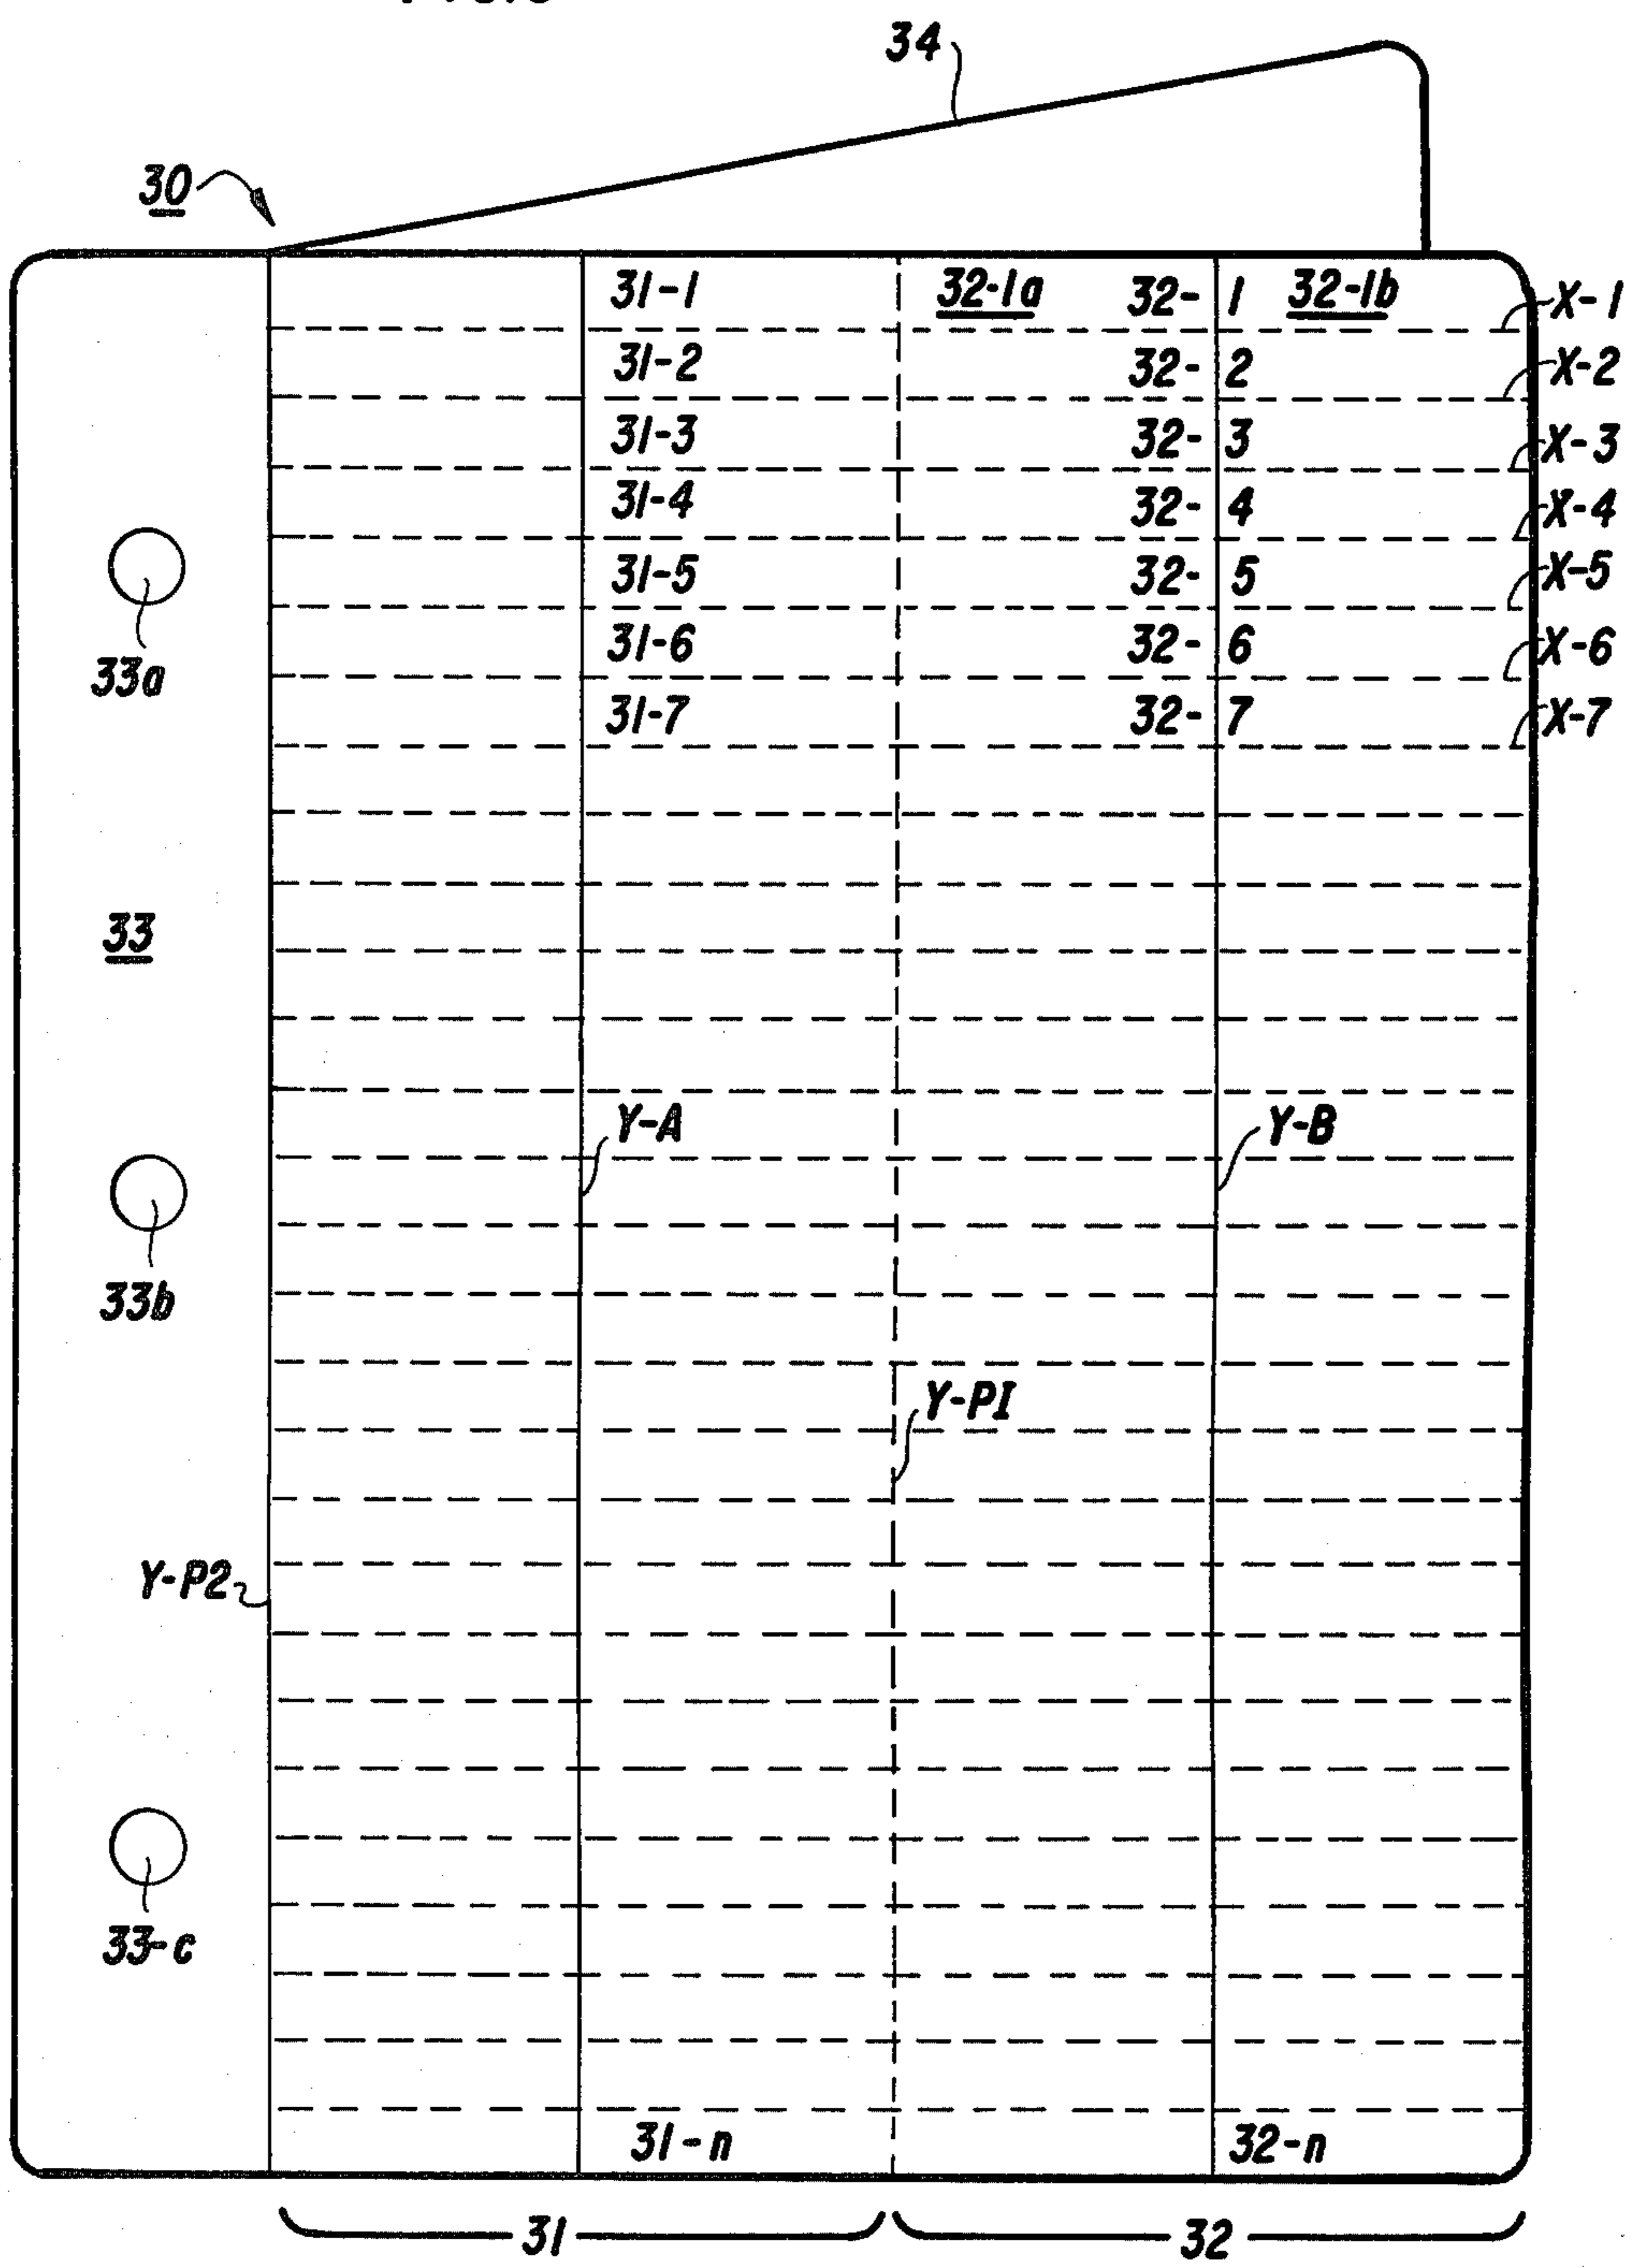 34
30
31-1 32-1a 32-1 32-1b X-1
31-2 32-2 X-2
31-3 32-3 X-3
31-4 32-4 X-4
31-5 32-5 X-5
31-6 32-6 X-6
33a
31-7 32-7 X-7
33
Y-A Y-B
33b
Y-P1
Y-P2
33-c
31-n 32-n
31 32